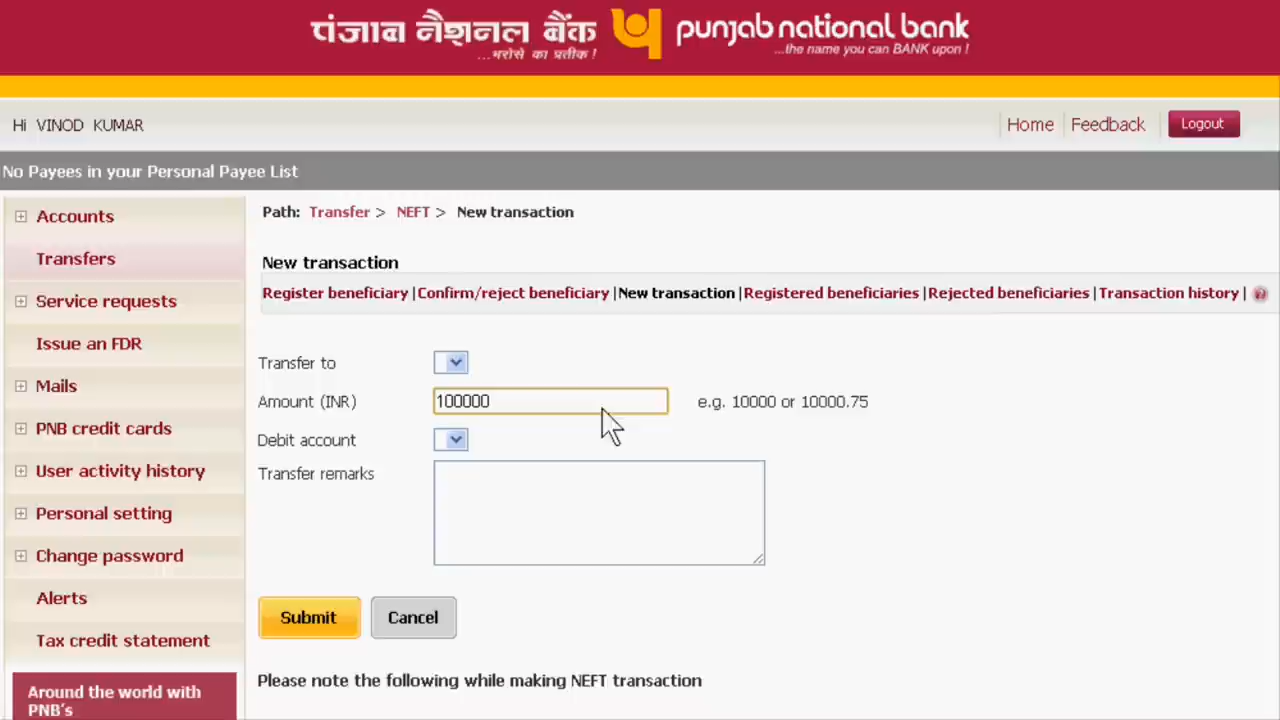 पंजाब नैशनल बैंक
...भरोसे का प्रतीक !
punjab national bank
...the name you can BANK upon !
Hi VINOD KUMAR
Home
Feedback
Logout
No Payees in your Personal Payee List
Accounts
Transfers
Service requests
Issue an FDR
Mails
PNB credit cards
User activity history
Personal setting
Change password
Alerts
Tax credit statement
Around the world with
PNB's
Path: Transfer > NEFT > New transaction
New transaction
Register beneficiary |Confirm/reject beneficiary |New transaction |Registered beneficiaries |Rejected beneficiaries |Transaction history |
Transfer to
Amount (INR) 100000 e.g. 10000 or 10000.75
Debit account
Transfer remarks
Submit Cancel
Please note the following while making NEFT transaction